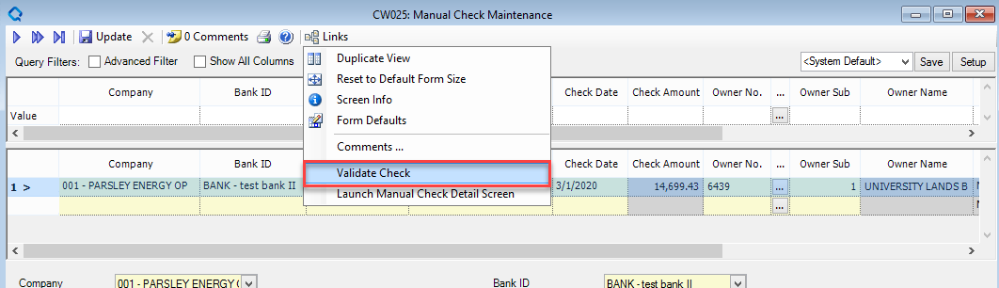 CW025: Manual Check Maintenance
Update 0 Comments Links
Query Filters: Advanced Filter Show All Columns <System Default> Save Setup
Duplicate View
Reset to Default Form Size
Screen Info
Form Defaults
Comments ...
Validate Check
Launch Manual Check Detail Screen
Company Bank ID Check Date Check Amount Owner No. ... Owner Sub Owner Name
Value ...
Company Bank ID Check Date Check Amount Owner No. ... Owner Sub Owner Name
1 > 001 - PARSLEY ENERGY OP BANK - test bank II 3/1/2020 14,699.43 6439 ... 1 UNIVERSITY LANDS B
...
Company 001 - PARSLEY ENERGY Bank ID BANK - test bank II